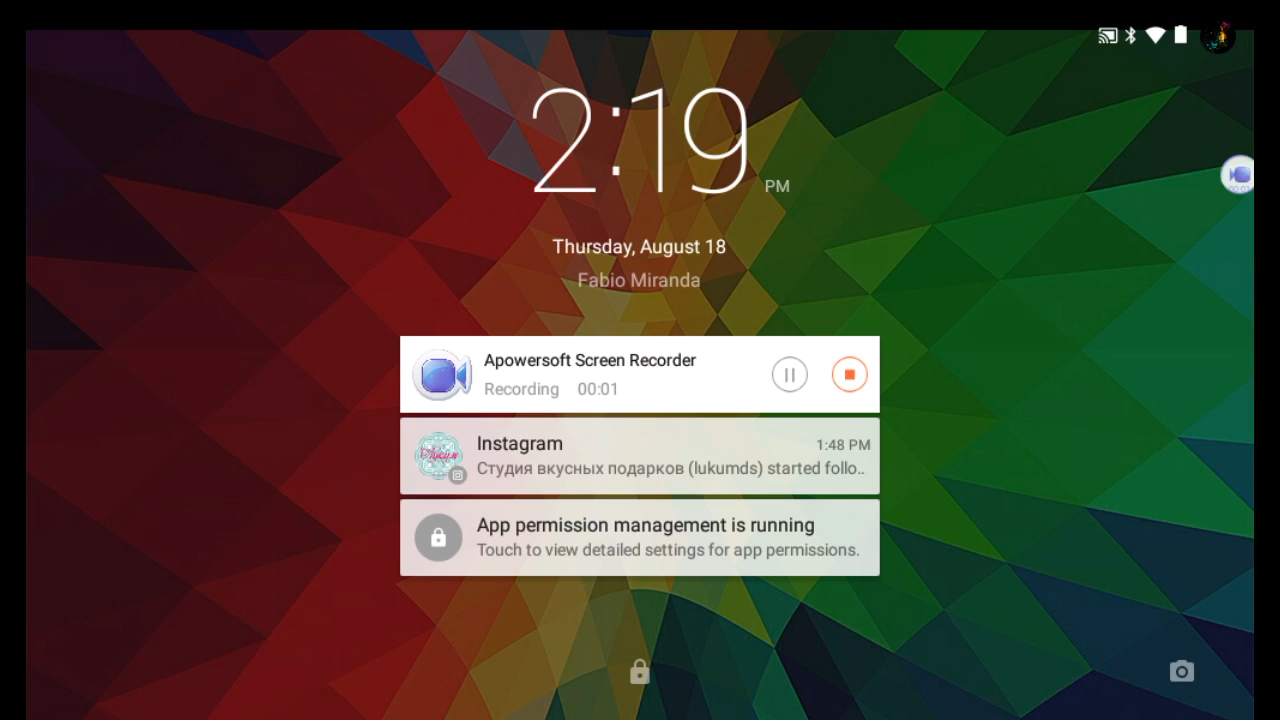 2:19 PM
Thursday, August 18
Fabio Miranda
Apowersoft Screen Recorder
Recording 00:01
Instagram 1:48 PM
Студия вкусных подарков (lukumds) started follo..
App permission management is running
Touch to view detailed settings for app permissions.